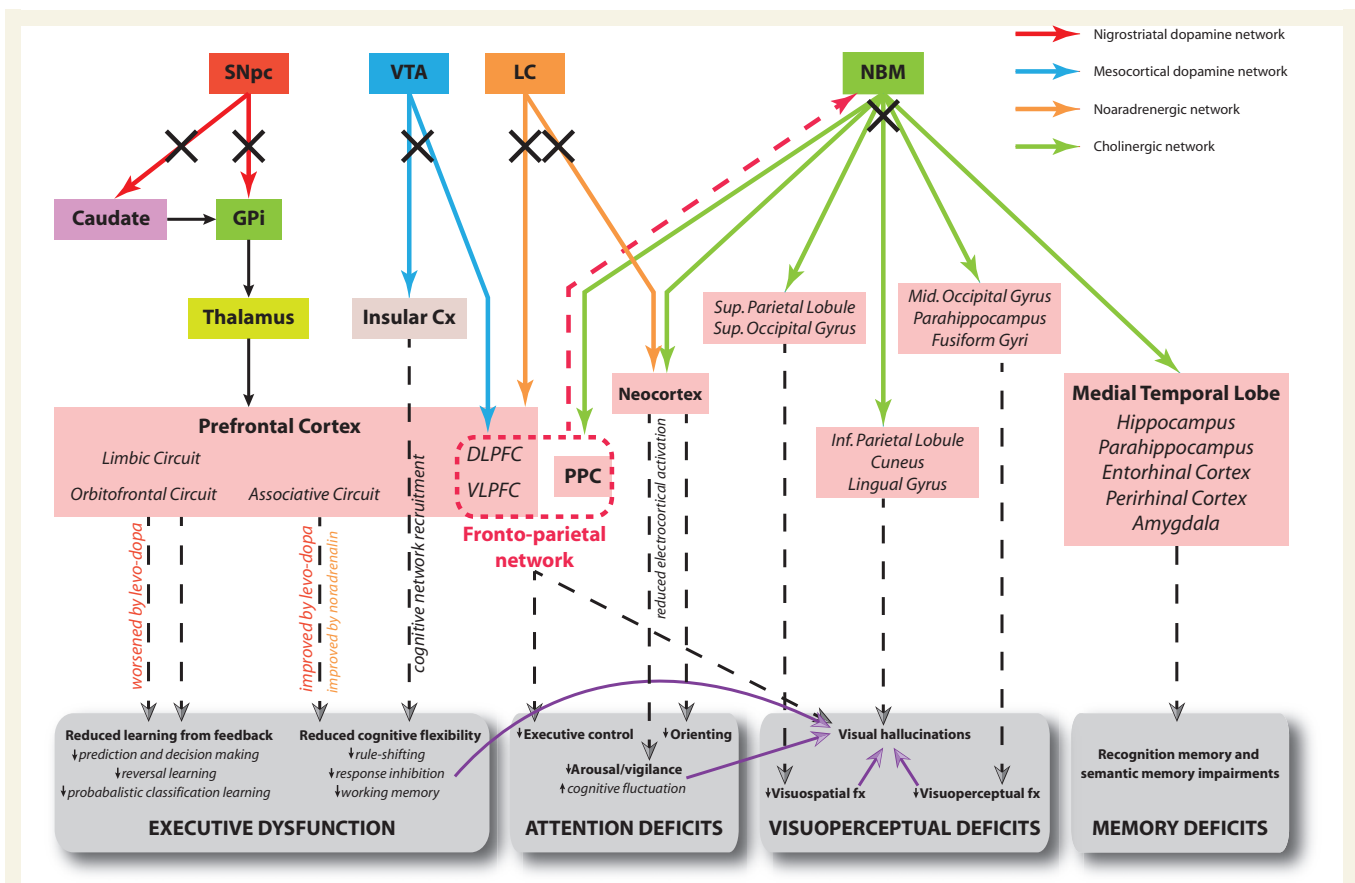 SNpc
VTA
LC
NBM
Nigrostriatal dopamine network
Mesocortical dopamine network
Noaradrenergic network
Cholinergic network
Caudate
GPi
Thalamus
Insular Cx
Sup. Parietal Lobule
Sup. Occipital Gyrus
Mid. Occipital Gyrus
Parahippocampus
Fusiform Gyri
Neocortex
Prefrontal Cortex
Limbic Circuit
Orbitofrontal Circuit
Associative Circuit
DLPFC
VLPFC
PPC
Fronto-parietal
network
Inf. Parietal Lobule
Cuneus
Lingual Gyrus
Medial Temporal Lobe
Hippocampus
Parahippocampus
Entorhinal Cortex
Perirhinal Cortex
Amygdala
worsened by levo-dopa
improved by levo-dopa
improved by noradrenalin
cognitive network recruitment
reduced electrocortical activation
Reduced learning from feedback
↓prediction and decision making
↓reversal learning
↓probabalistic classification learning
Reduced cognitive flexibility
↓rule-shifting
↓response inhibition
↓working memory
EXECUTIVE DYSFUNCTION
↓Executive control
↓Orienting
↓Arousal/vigilance
↑cognitive fluctuation
ATTENTION DEFICITS
Visual hallucinations
↓Visuospatial fx
↓Visuoperceptual fx
VISUOPERCEPTUAL DEFICITS
Recognition memory and
semantic memory impairments
MEMORY DEFICITS